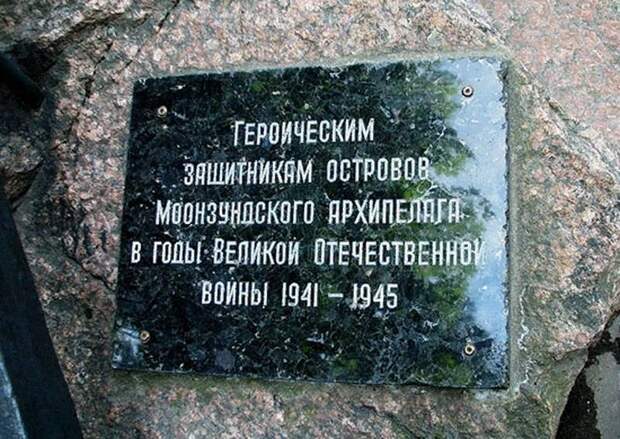 Героическим
защитникам островов
Моонзундского архипелага
в годы Великой Отечественной
войны 1941 – 1945